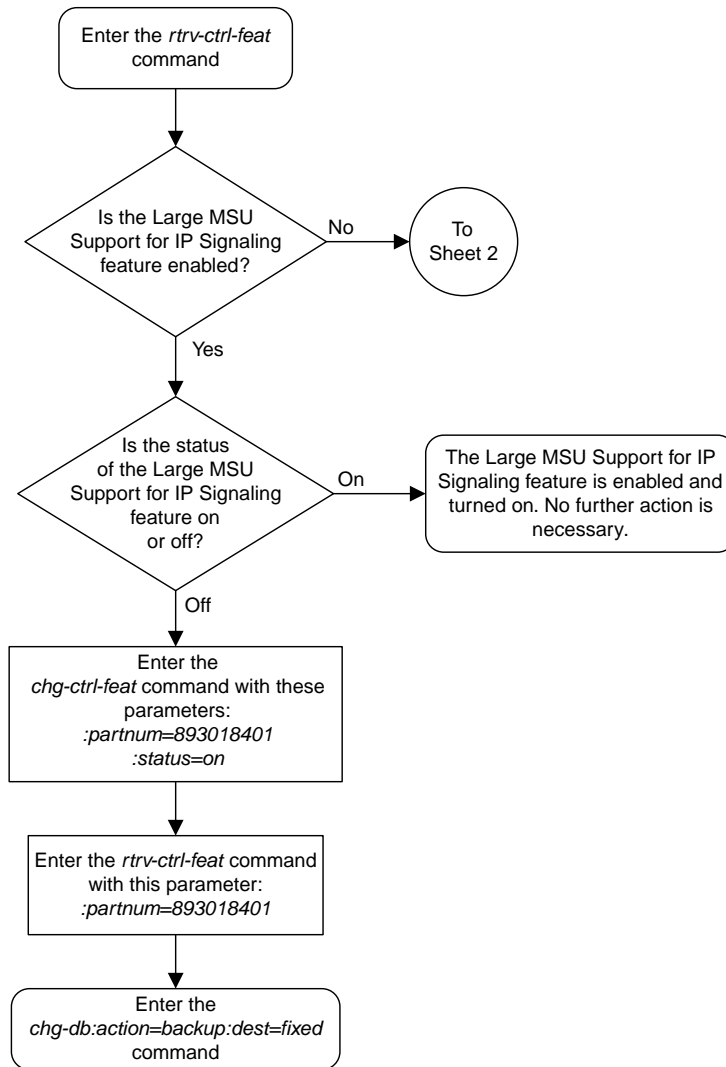 Enter the rtrv-ctrl-feat
command
Is the Large MSU
Support for IP Signaling
feature enabled?
No
To
Sheet 2
Yes
Is the status
of the Large MSU
Support for IP Signaling
feature on
or off?
On
The Large MSU Support for IP
Signaling feature is enabled and
turned on. No further action is
necessary.
Off
Enter the
chg-ctrl-feat command with these
parameters:
:partnum=893018401
:status=on
Enter the rtrv-ctrl-feat command
with this parameter:
:partnum=893018401
Enter the
chg-db:action=backup:dest=fixed
command